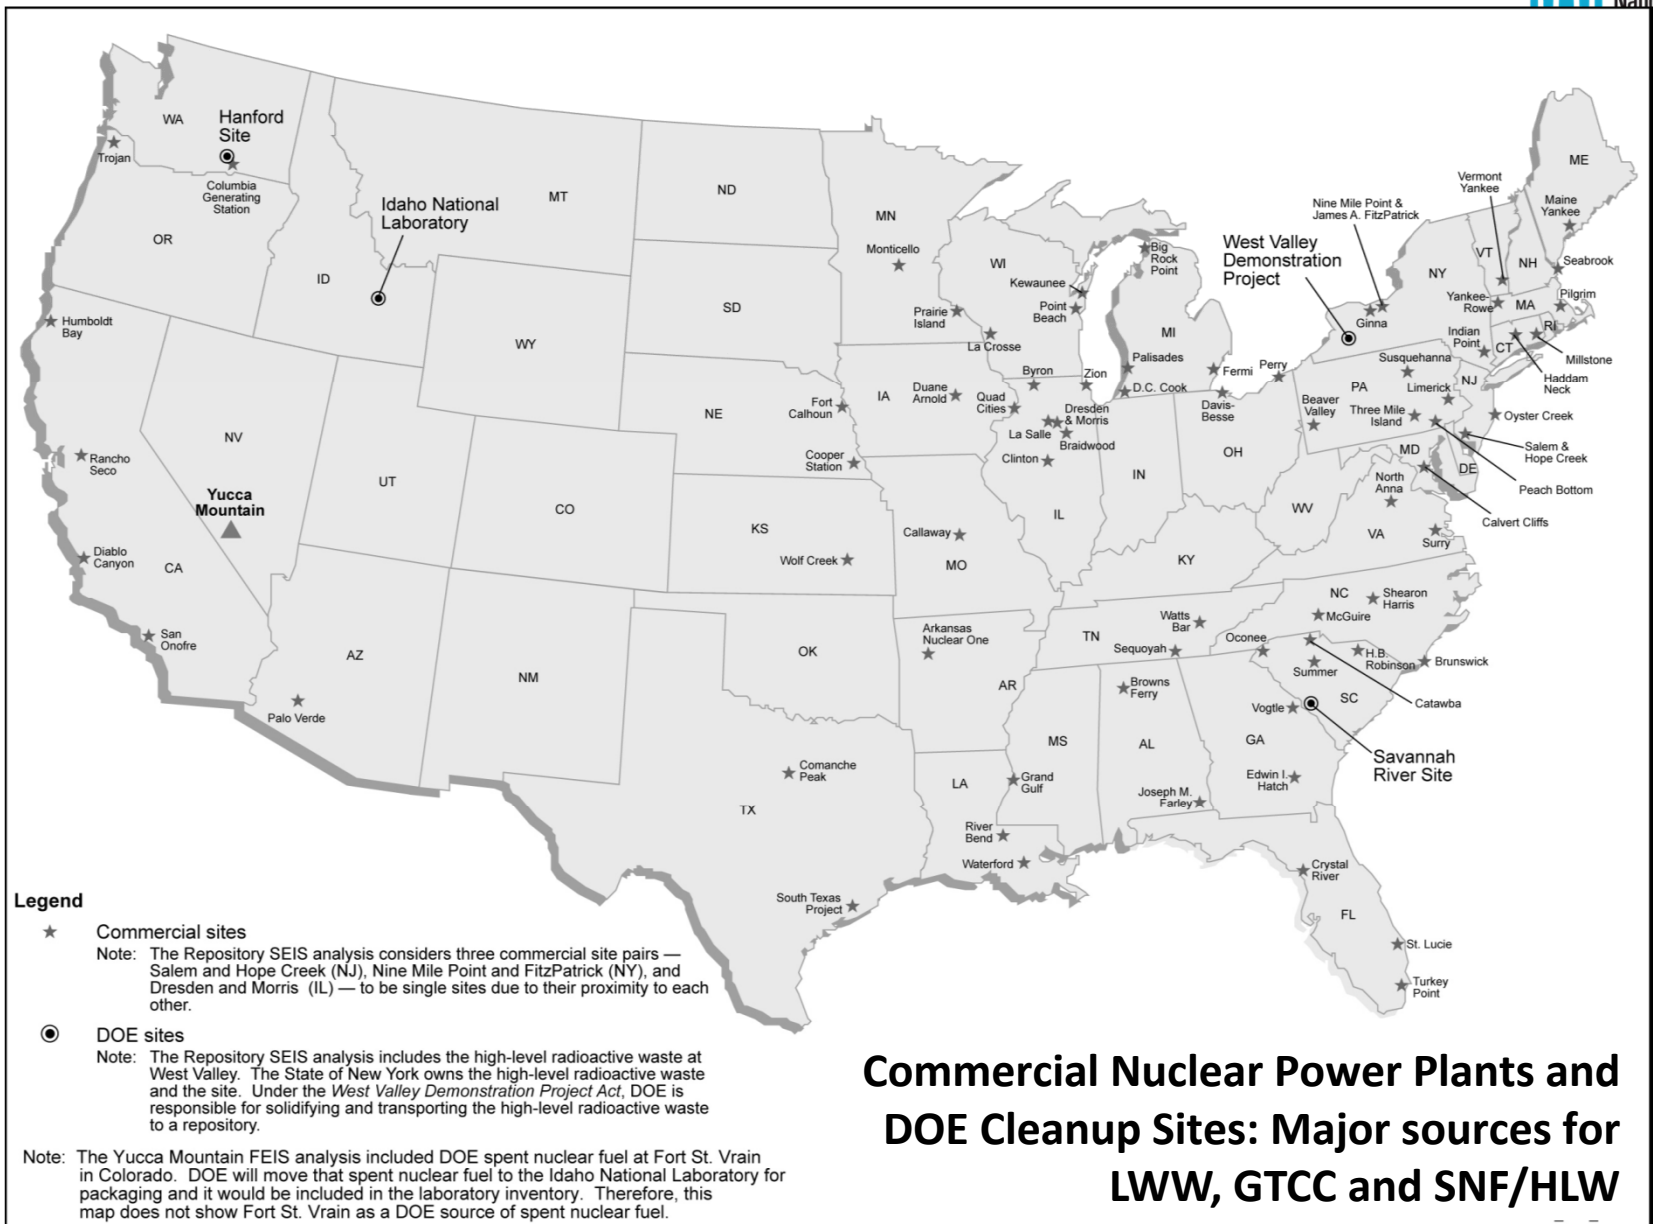 WA
Hanford
Site
Trojan
Columbia
Generating
Station
OR
ID
Idaho National
Laboratory
MT
ND
MN
Monticello
SD
WY
Humboldt
Bay
NV
Rancho
Seco
Yucca
Mountain
UT
CO
Diablo
Canyon
CA
San
Onofre
AZ
Palo Verde
NM
NE
Fort
Calhoun
Cooper
Station
KS
Wolf Creek
OK
TX
Comanche
Peak
South Texas
Project
WI
Kewaunee
Point
Beach
Prairie
Island
La Crosse
Big
Rock
Point
MI
Palisades
D.C. Cook
Fermi
Perry
Davis-
Besse
IA
Duane
Arnold
Byron
Zion
Quad
Cities
Dresden
& Morris
La Salle
Braidwood
Clinton
IL
IN
OH
Callaway
MO
Arkansas
Nuclear One
AR
LA
River
Bend
Waterford
MS
Grand
Gulf
KY
TN
Watts
Bar
Sequoyah
Browns
Ferry
AL
Joseph M.
Farley
GA
Vogtle
Edwin I.
Hatch
Oconee
Summer
SC
H.B.
Robinson
Brunswick
Catawba
Savannah
River Site
NC
Shearon
Harris
McGuire
FL
Crystal
River
St. Lucie
Turkey
Point
WV
VA
North
Anna
Surry
MD
DE
Calvert Cliffs
Peach Bottom
Salem &
Hope Creek
Oyster Creek
NJ
PA
Beaver
Valley
Three Mile
Island
Susquehanna
Limerick
West Valley
Demonstration
Project
Nine Mile Point &
James A. FitzPatrick
Ginna
NY
Indian
Point
Vermont
Yankee
VT
NH
ME
Maine
Yankee
Seabrook
Yankee-
Rowe
MA
Pilgrim
CT
RI
Millstone
Haddam
Neck
Legend
Commercial sites
Note: The Repository SEIS analysis considers three commercial site pairs —
Salem and Hope Creek (NJ), Nine Mile Point and FitzPatrick (NY), and
Dresden and Morris (IL) — to be single sites due to their proximity to each
other.
DOE sites
Note: The Repository SEIS analysis includes the high-level radioactive waste at
West Valley. The State of New York owns the high-level radioactive waste
and the site. Under the West Valley Demonstration Project Act, DOE is
responsible for solidifying and transporting the high-level radioactive waste
to a repository.
Note: The Yucca Mountain FEIS analysis included DOE spent nuclear fuel at Fort St. Vrain
in Colorado. DOE will move that spent nuclear fuel to the Idaho National Laboratory for
packaging and it would be included in the laboratory inventory. Therefore, this
map does not show Fort St. Vrain as a DOE source of spent nuclear fuel.
Commercial Nuclear Power Plants and
DOE Cleanup Sites: Major sources for
LWW, GTCC and SNF/HLW